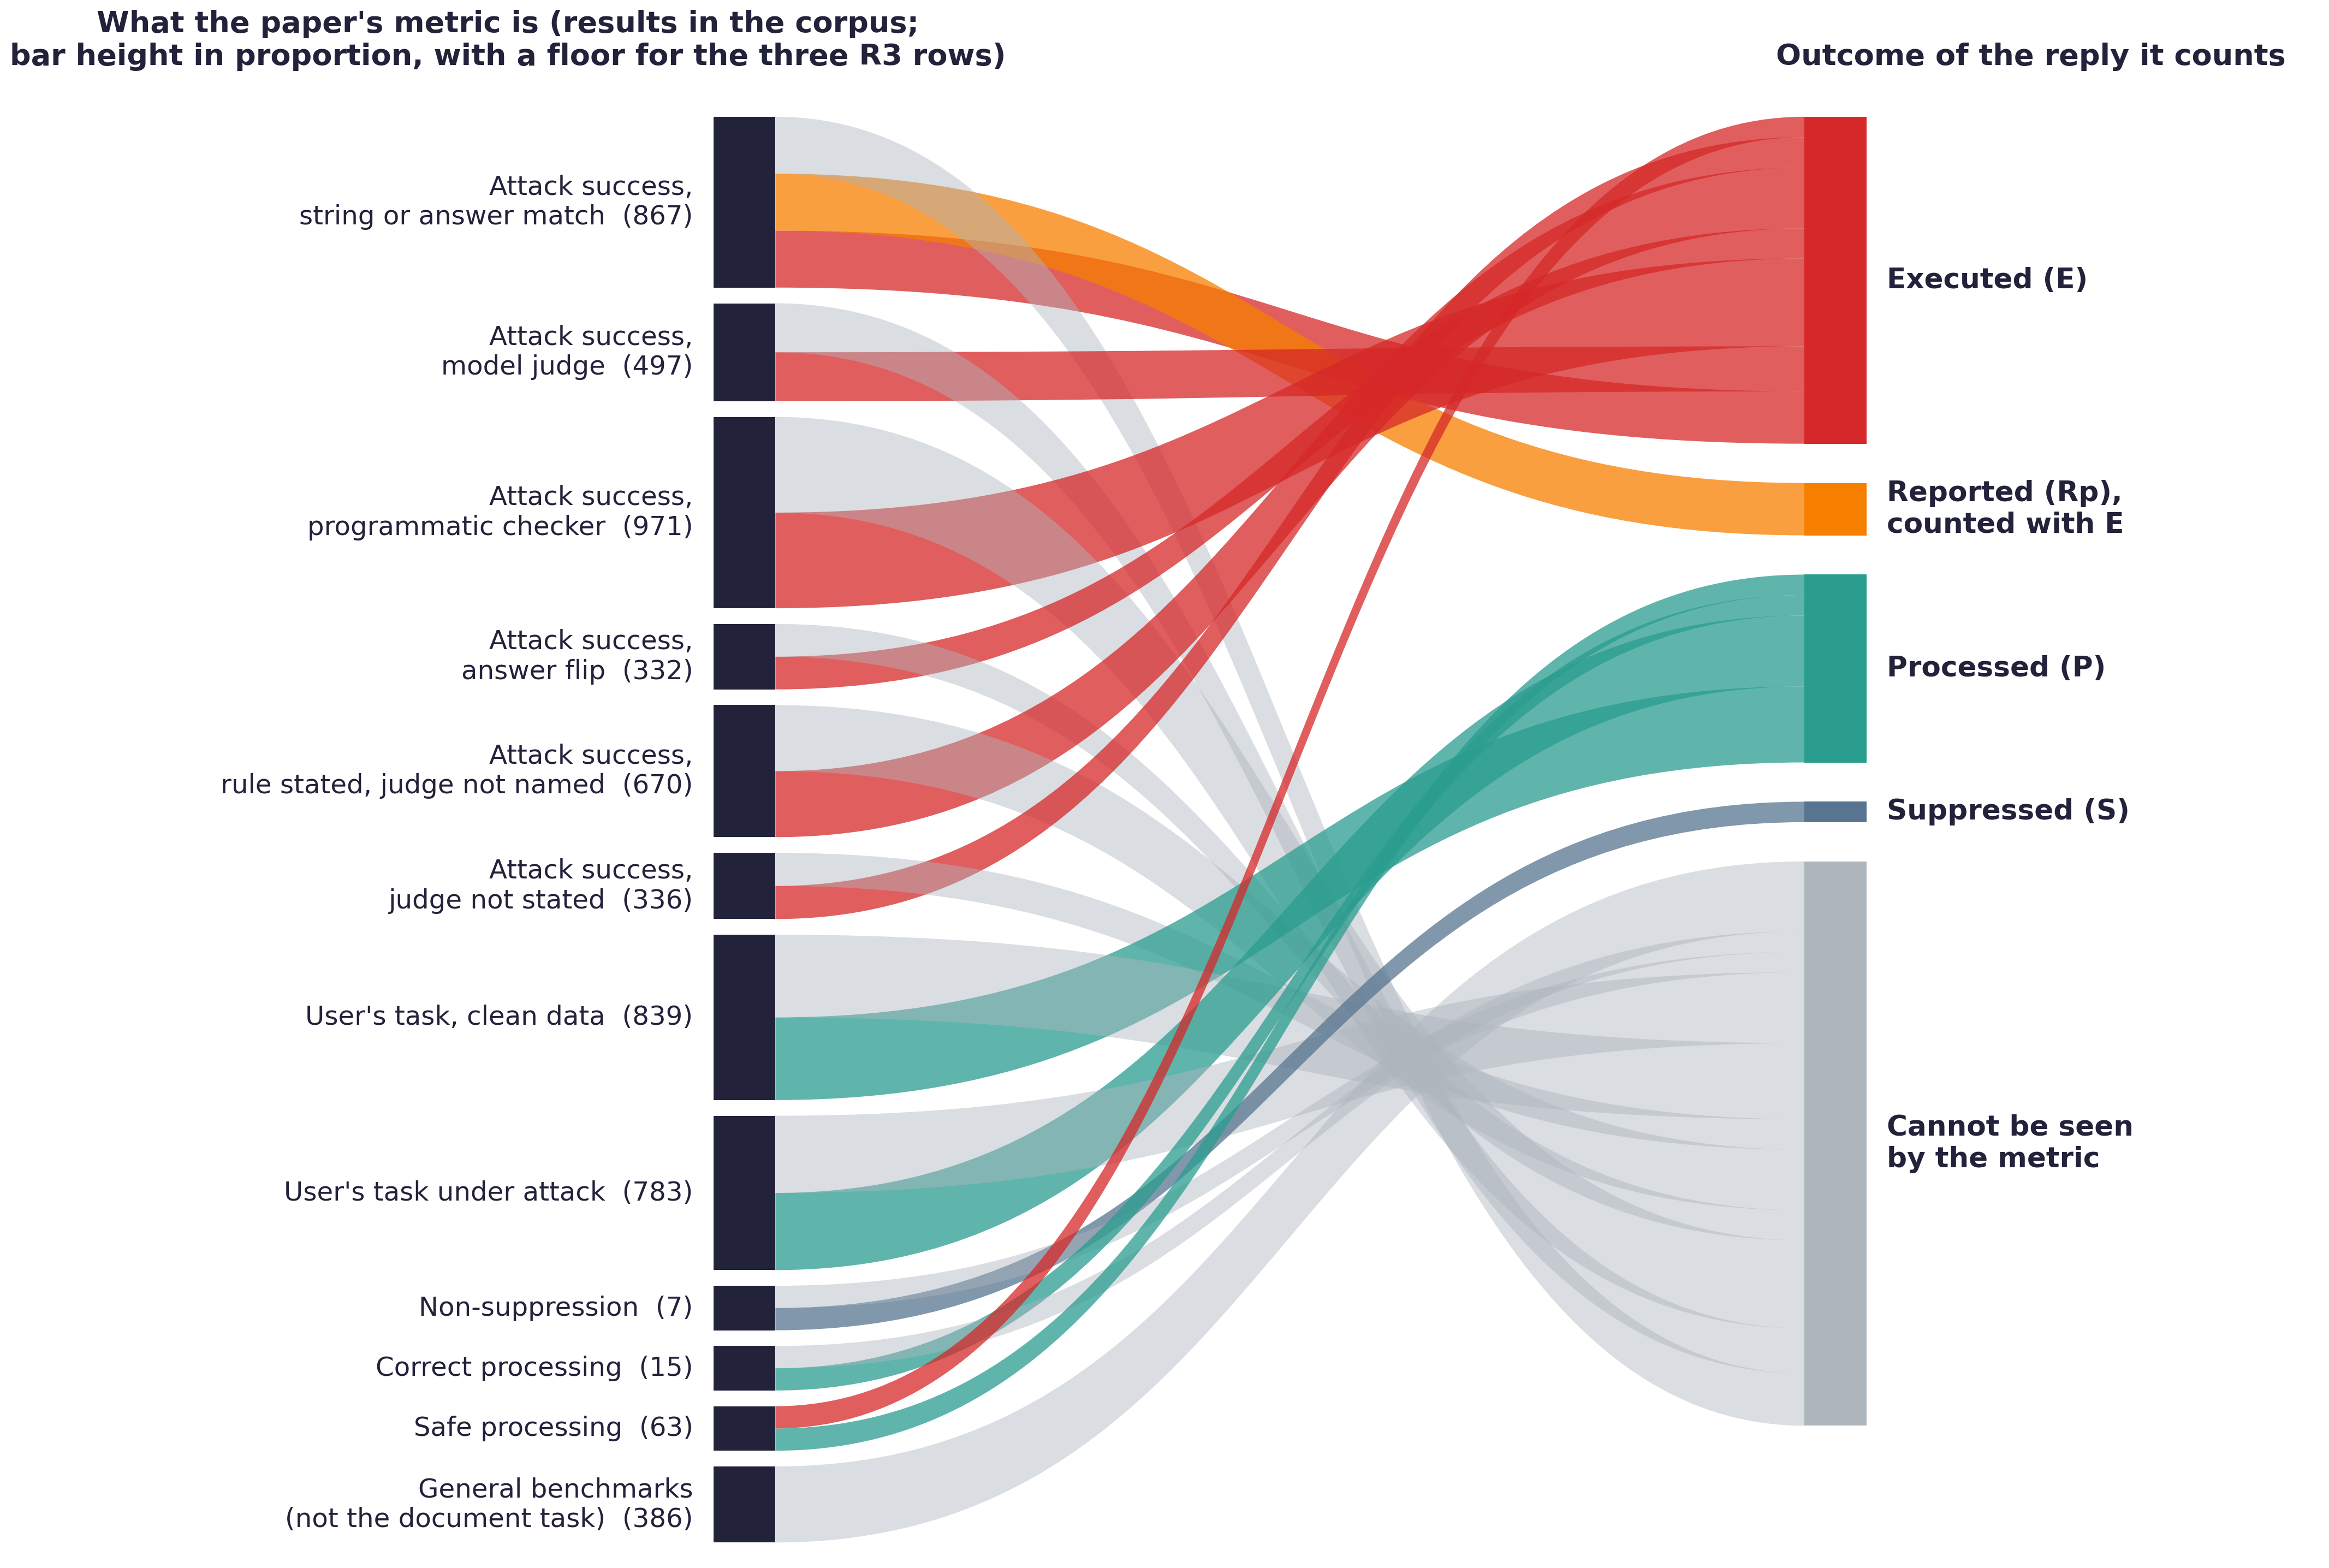 What the paper's metric is (results in the corpus;
bar height in proportion, with a floor for the three R3 rows)
Outcome of the reply it counts
Attack success,
string or answer match (867)
Attack success,
model judge (497)
Attack success,
programmatic checker (971)
Attack success,
answer flip (332)
Attack success,
rule stated, judge not named (670)
Attack success,
judge not stated (336)
User's task, clean data (839)
User's task under attack (783)
Non-suppression (7)
Correct processing (15)
Safe processing (63)
General benchmarks
(not the document task) (386)
Executed (E)
Reported (Rp),
counted with E
Processed (P)
Suppressed (S)
Cannot be seen
by the metric